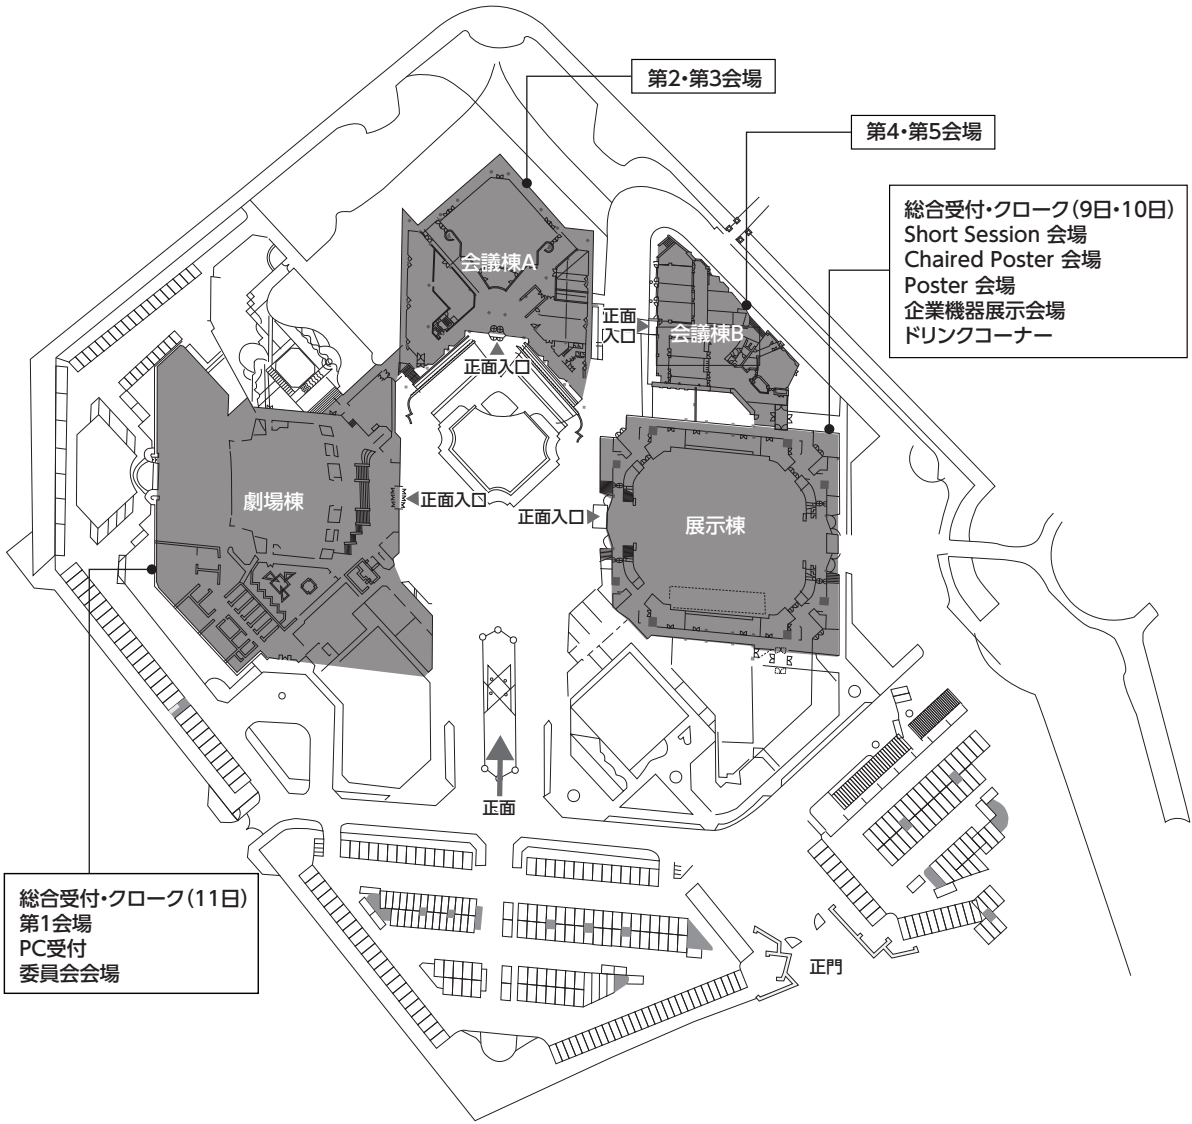 第2・第3会場
第4・第5会場
総合受付・クローク（9日・10日）
Short Session 会場
Chaired Poster 会場
Poster 会場
企業機器展示会場
ドリンクコーナー
会議棟A
正面
入口
会議棟B
正面入口
劇場棟
正面入口
正面入口
展示棟
正面
総合受付・クローク（11日）
第1会場
PC受付
委員会会場
正門